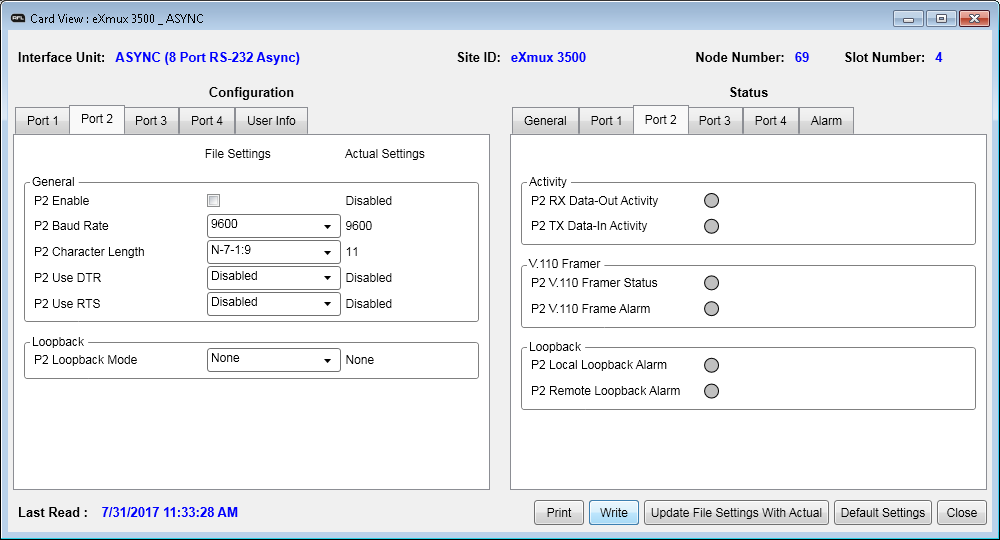 AFL Card View : eXmux 3500 _ ASYNC
Interface Unit: ASYNC (8 Port RS-232 Async) Site ID: eXmux 3500 Node Number: 69 Slot Number: 4
Configuration
Port 1 Port 2 Port 3 Port 4 User Info
File Settings Actual Settings
General
P2 Enable Disabled
P2 Baud Rate 9600 9600
P2 Character Length N-7-1:9 11
P2 Use DTR Disabled Disabled
P2 Use RTS Disabled Disabled
Loopback
P2 Loopback Mode None None
Status
General Port 1 Port 2 Port 3 Port 4 Alarm
Activity
P2 RX Data-Out Activity
P2 TX Data-In Activity
V.110 Framer
P2 V.110 Framer Status
P2 V.110 Frame Alarm
Loopback
P2 Local Loopback Alarm
P2 Remote Loopback Alarm
Last Read : 7/31/2017 11:33:28 AM
Print Write Update File Settings With Actual Default Settings Close